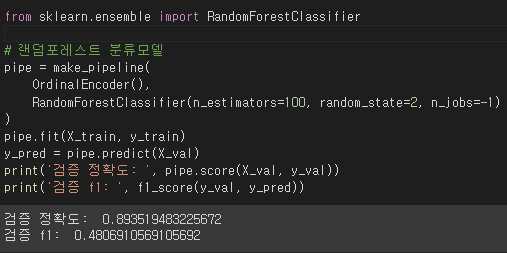 from sklearn.ensemble import RandomForestClassifier
# 랜덤포레스트 분류모델
pipe = make_pipeline(
    OrdinalEncoder(),
    RandomForestClassifier(n_estimators=100, random_state=2, n_jobs=-1)
)
pipe.fit(X_train, y_train)
y_pred = pipe.predict(X_val)
print('검증 정확도: ', pipe.score(X_val, y_val))
print('검증 f1: ', f1_score(y_val, y_pred))
검증 정확도:  0.893519483225672
검증 f1:  0.4806910569105692